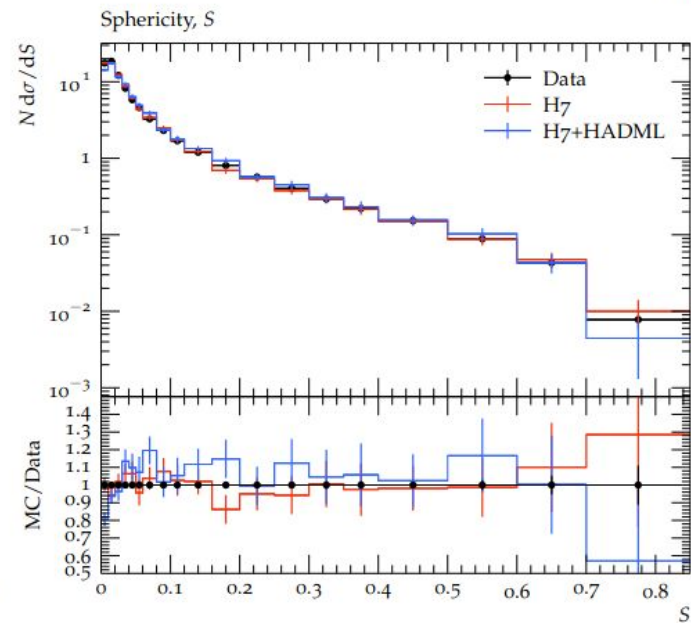 Sphericity, S
N dσ/dS
10¹
1
10⁻¹
10⁻²
10⁻³
Data
H7
H7+HADML
MC/Data
1.4
1.3
1.2
1.1
1
0.9
0.8
0.7
0.6
0.5
0 0.1 0.2 0.3 0.4 0.5 0.6 0.7 0.8
S